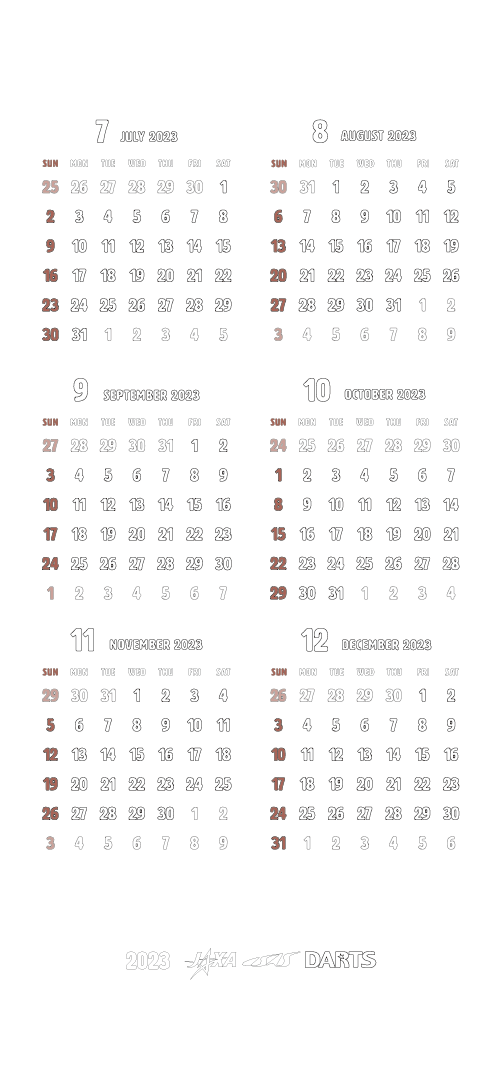 7 JULY 2023
SUN MON TUE WED THU FRI SAT
25 26 27 28 29 30 1
2 3 4 5 6 7 8
9 10 11 12 13 14 15
16 17 18 19 20 21 22
23 24 25 26 27 28 29
30 31 1 2 3 4 5
8 AUGUST 2023
SUN MON TUE WED THU FRI SAT
30 31 1 2 3 4 5
6 7 8 9 10 11 12
13 14 15 16 17 18 19
20 21 22 23 24 25 26
27 28 29 30 31 1 2
3 4 5 6 7 8 9
9 SEPTEMBER 2023
SUN MON TUE WED THU FRI SAT
27 28 29 30 31 1 2
3 4 5 6 7 8 9
10 11 12 13 14 15 16
17 18 19 20 21 22 23
24 25 26 27 28 29 30
1 2 3 4 5 6 7
10 OCTOBER 2023
SUN MON TUE WED THU FRI SAT
24 25 26 27 28 29 30
1 2 3 4 5 6 7
8 9 10 11 12 13 14
15 16 17 18 19 20 21
22 23 24 25 26 27 28
29 30 31 1 2 3 4
11 NOVEMBER 2023
SUN MON TUE WED THU FRI SAT
29 30 31 1 2 3 4
5 6 7 8 9 10 11
12 13 14 15 16 17 18
19 20 21 22 23 24 25
26 27 28 29 30 1 2
3 4 5 6 7 8 9
12 DECEMBER 2023
SUN MON TUE WED THU FRI SAT
26 27 28 29 30 1 2
3 4 5 6 7 8 9
10 11 12 13 14 15 16
17 18 19 20 21 22 23
24 25 26 27 28 29 30
31 1 2 3 4 5 6
2023 JAXA ISAS DARTS